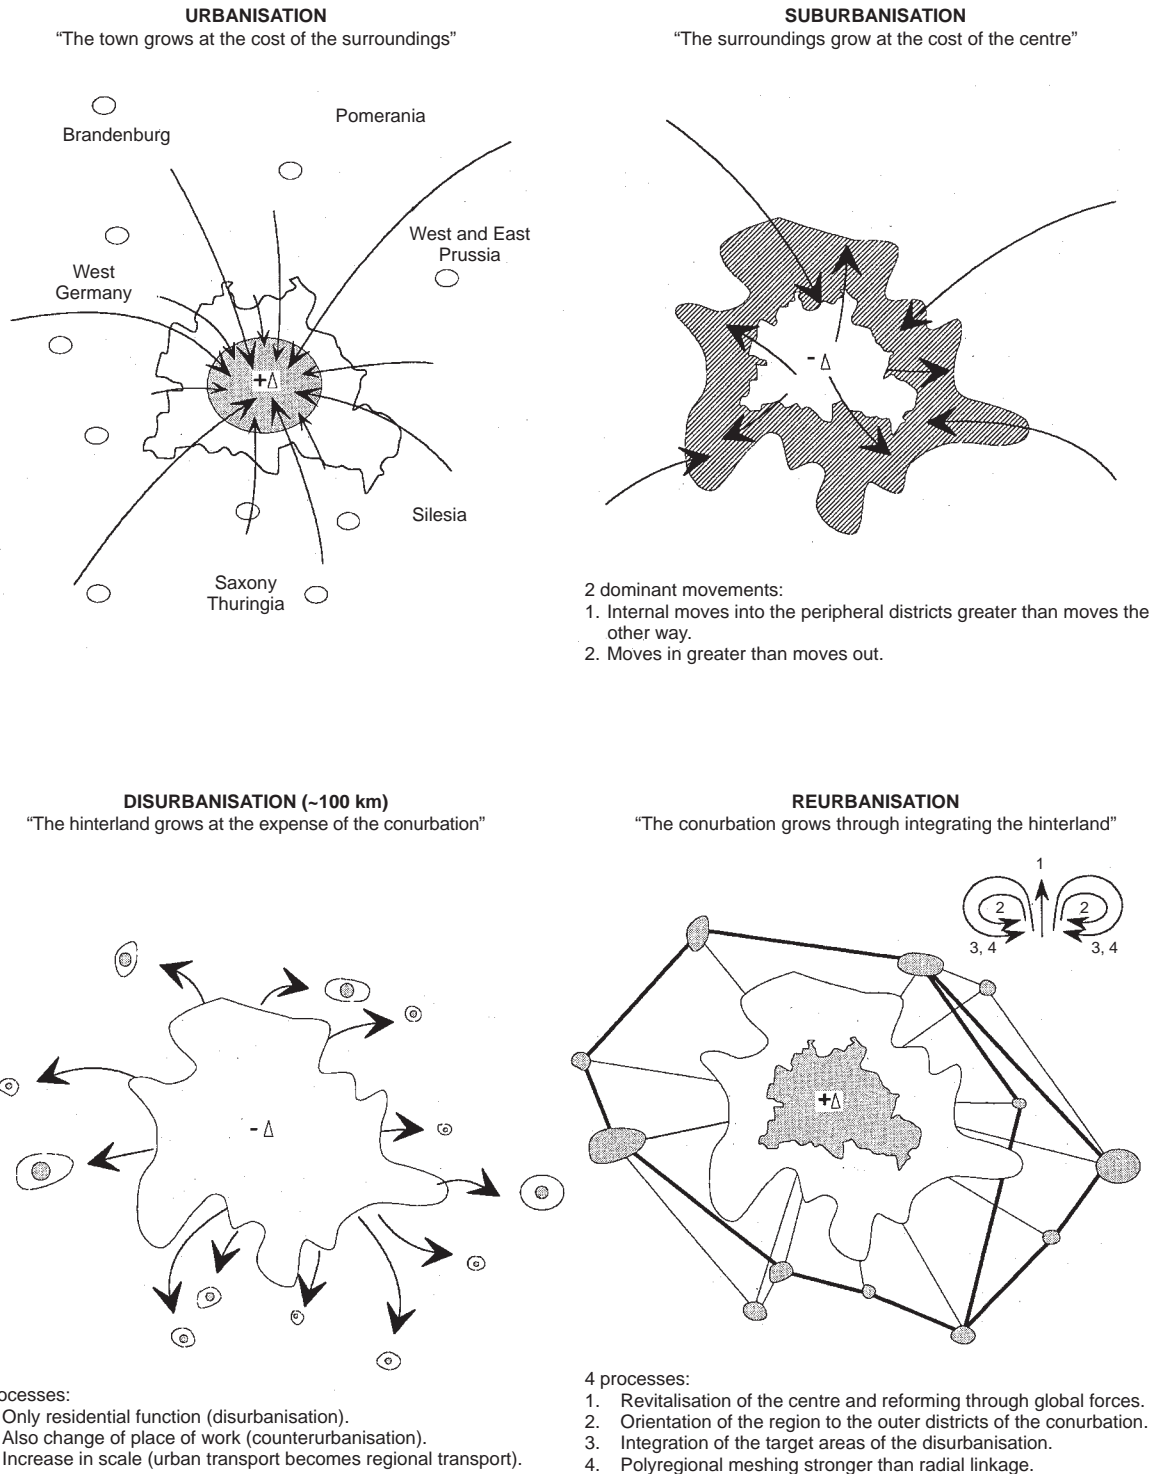 URBANISATION
“The town grows at the cost of the surroundings”
Brandenburg
Pomerania
West and East
Prussia
West
Germany
+Δ
Silesia
Saxony
Thuringia
SUBURBANISATION
“The surroundings grow at the cost of the centre”
- Δ
2 dominant movements:
1. Internal moves into the peripheral districts greater than moves the
other way.
2. Moves in greater than moves out.
DISURBANISATION (~100 km)
“The hinterland grows at the expense of the conurbation”
- Δ
ocesses:
Only residential function (disurbanisation).
Also change of place of work (counterurbanisation).
Increase in scale (urban transport becomes regional transport).
REURBANISATION
“The conurbation grows through integrating the hinterland”
1
2 2
3, 4 3, 4
+Δ
4 processes:
1. Revitalisation of the centre and reforming through global forces.
2. Orientation of the region to the outer districts of the conurbation.
3. Integration of the target areas of the disurbanisation.
4. Polyregional meshing stronger than radial linkage.